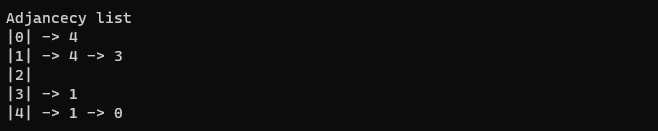 Adjancecy list
|0| -> 4
|1| -> 4 -> 3
|2|
|3| -> 1
|4| -> 1 -> 0